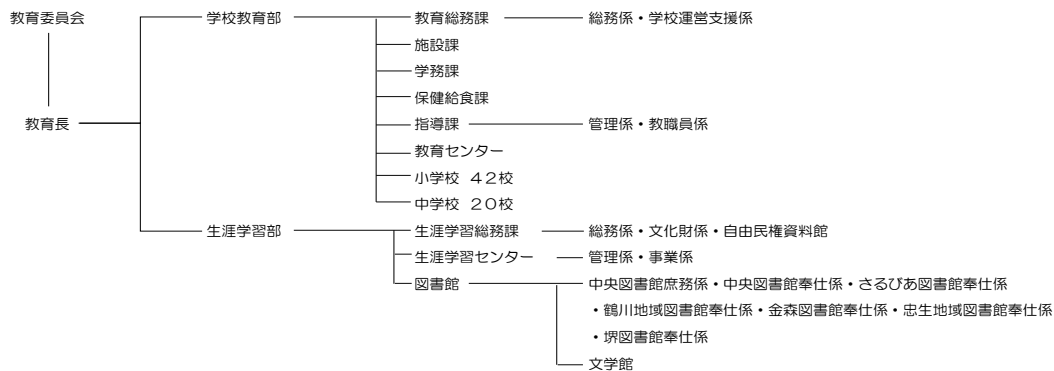 教育委員会 学校教育部 教育総務課 総務係・学校運営支援係
施設課
学務課
保健給食課
教育長 指導課 管理係・教職員係
教育センター
小学校 ４２校
中学校 ２０校
生涯学習部 生涯学習総務課 総務係・文化財係・自由民権資料館
生涯学習センター 管理係・事業係
図書館 中央図書館庶務係・中央図書館奉仕係・さるびあ図書館奉仕係
・鶴川地域図書館奉仕係・金森図書館奉仕係・忠生地域図書館奉仕係
・堺図書館奉仕係
文学館